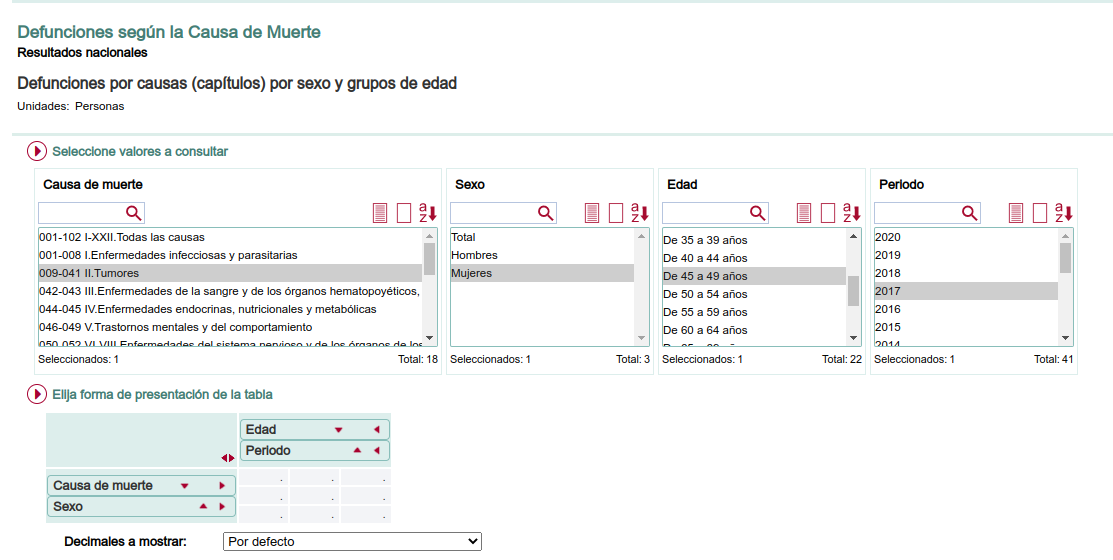 Defunciones según la Causa de Muerte
Resultados nacionales
Defunciones por causas (capítulos) por sexo y grupos de edad
Unidades: Personas
Seleccione valores a consultar
Causa de muerte
001-102 I-XXII.Todas las causas
001-008 I.Enfermedades infecciosas y parasitarias
009-041 II.Tumores
042-043 III.Enfermedades de la sangre y de los órganos hematopoyéticos,
044-045 IV.Enfermedades endocrinas, nutricionales y metabólicas
046-049 V.Trastornos mentales y del comportamiento
050-052 VI-VIII.Enfermedades del sistema nervioso y de los órganos de los
Seleccionados: 1 Total: 18
Sexo
Total
Hombres
Mujeres
Seleccionados: 1 Total: 3
Edad
De 35 a 39 años
De 40 a 44 años
De 45 a 49 años
De 50 a 54 años
De 55 a 59 años
De 60 a 64 años
Seleccionados: 1 Total: 22
Periodo
2020
2019
2018
2017
2016
2015
2014
Seleccionados: 1 Total: 41
Elija forma de presentación de la tabla
Edad
Periodo
Causa de muerte
Sexo
Decimales a mostrar: Por defecto